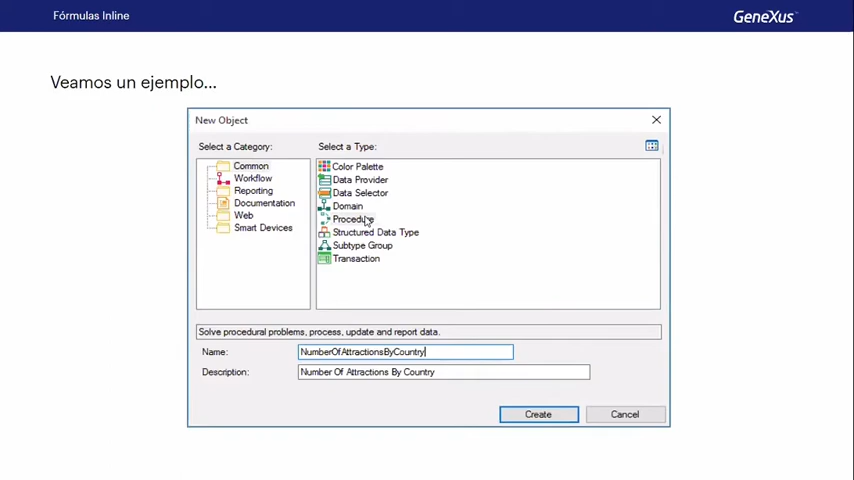 Fórmulas Inline
GeneXus™
Veamos un ejemplo...
New Object
Select a Category:
Select a Type:
Common
Workflow
Reporting
Documentation
Web
Smart Devices
Color Palette
Data Provider
Data Selector
Domain
Procedure
Structured Data Type
Subtype Group
Transaction
Solve procedural problems, process, update and report data.
Name: NumberOfAttractionsByCountry
Description: Number Of Attractions By Country
Create
Cancel